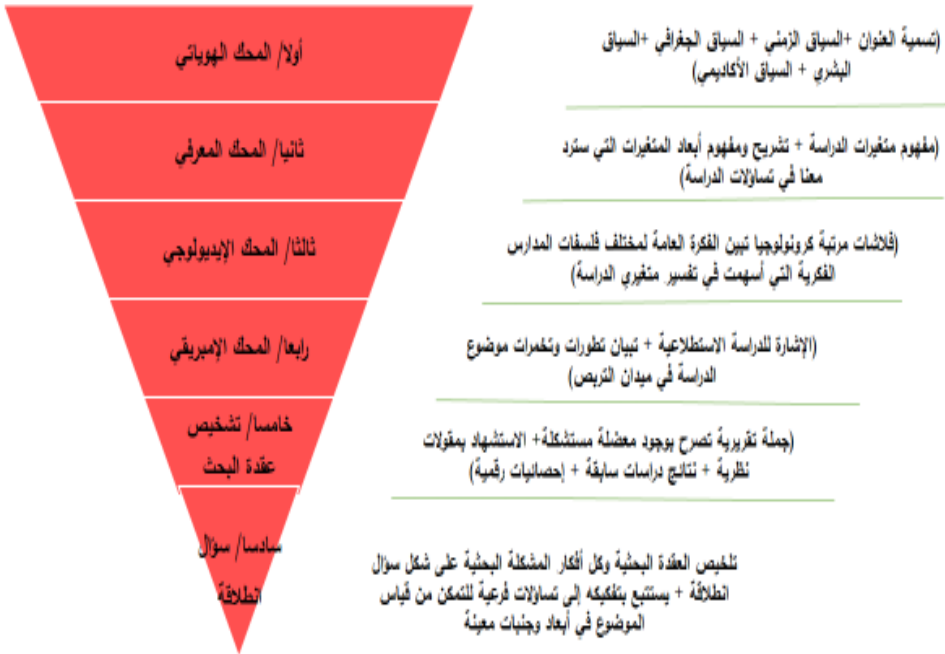 أولا/ المحك الهوياتي
(تسمية العنوان +السياق الزمني + السياق الجغرافي +السياق
البشري + السياق الأكاديمي)
ثانيا/ المحك المعرفي
(مفهوم متغيرات الدراسة + تشريح ومفهوم أبعاد المتغيرات التي سترد
معنا في تساؤلات الدراسة)
ثالثا/ المحك الإيديولوجي
(فلاشات مرتبة كرونولوجيا تبين الفكرة العامة لمختلف فلسفات المدارس
الفكرية التي أسهمت في تفسير متغيري الدراسة)
رابعا/ المحك الإمبريقي
(الإشارة للدراسة الاستطلاعية + تبيان تطورات وتخمرات موضوع
الدراسة في ميدان التربص)
خامسا/ تشخيص
عقدة البحث
(جملة تقريرية تصرح بوجود معضلة مستشكلة+ الاستشهاد بمقولات
نظرية + نتائج دراسات سابقة + إحصائيات رقمية)
سادسا/ سؤال
انطلاقة
تلخيص العقدة البحثية وكل أفكار المشكلة البحثية على شكل سؤال
انطلاقة + يستتبع بتفكيكه إلى تساؤلات فرعية للتمكن من قياس
الموضوع في أبعاد وجنبات معينة